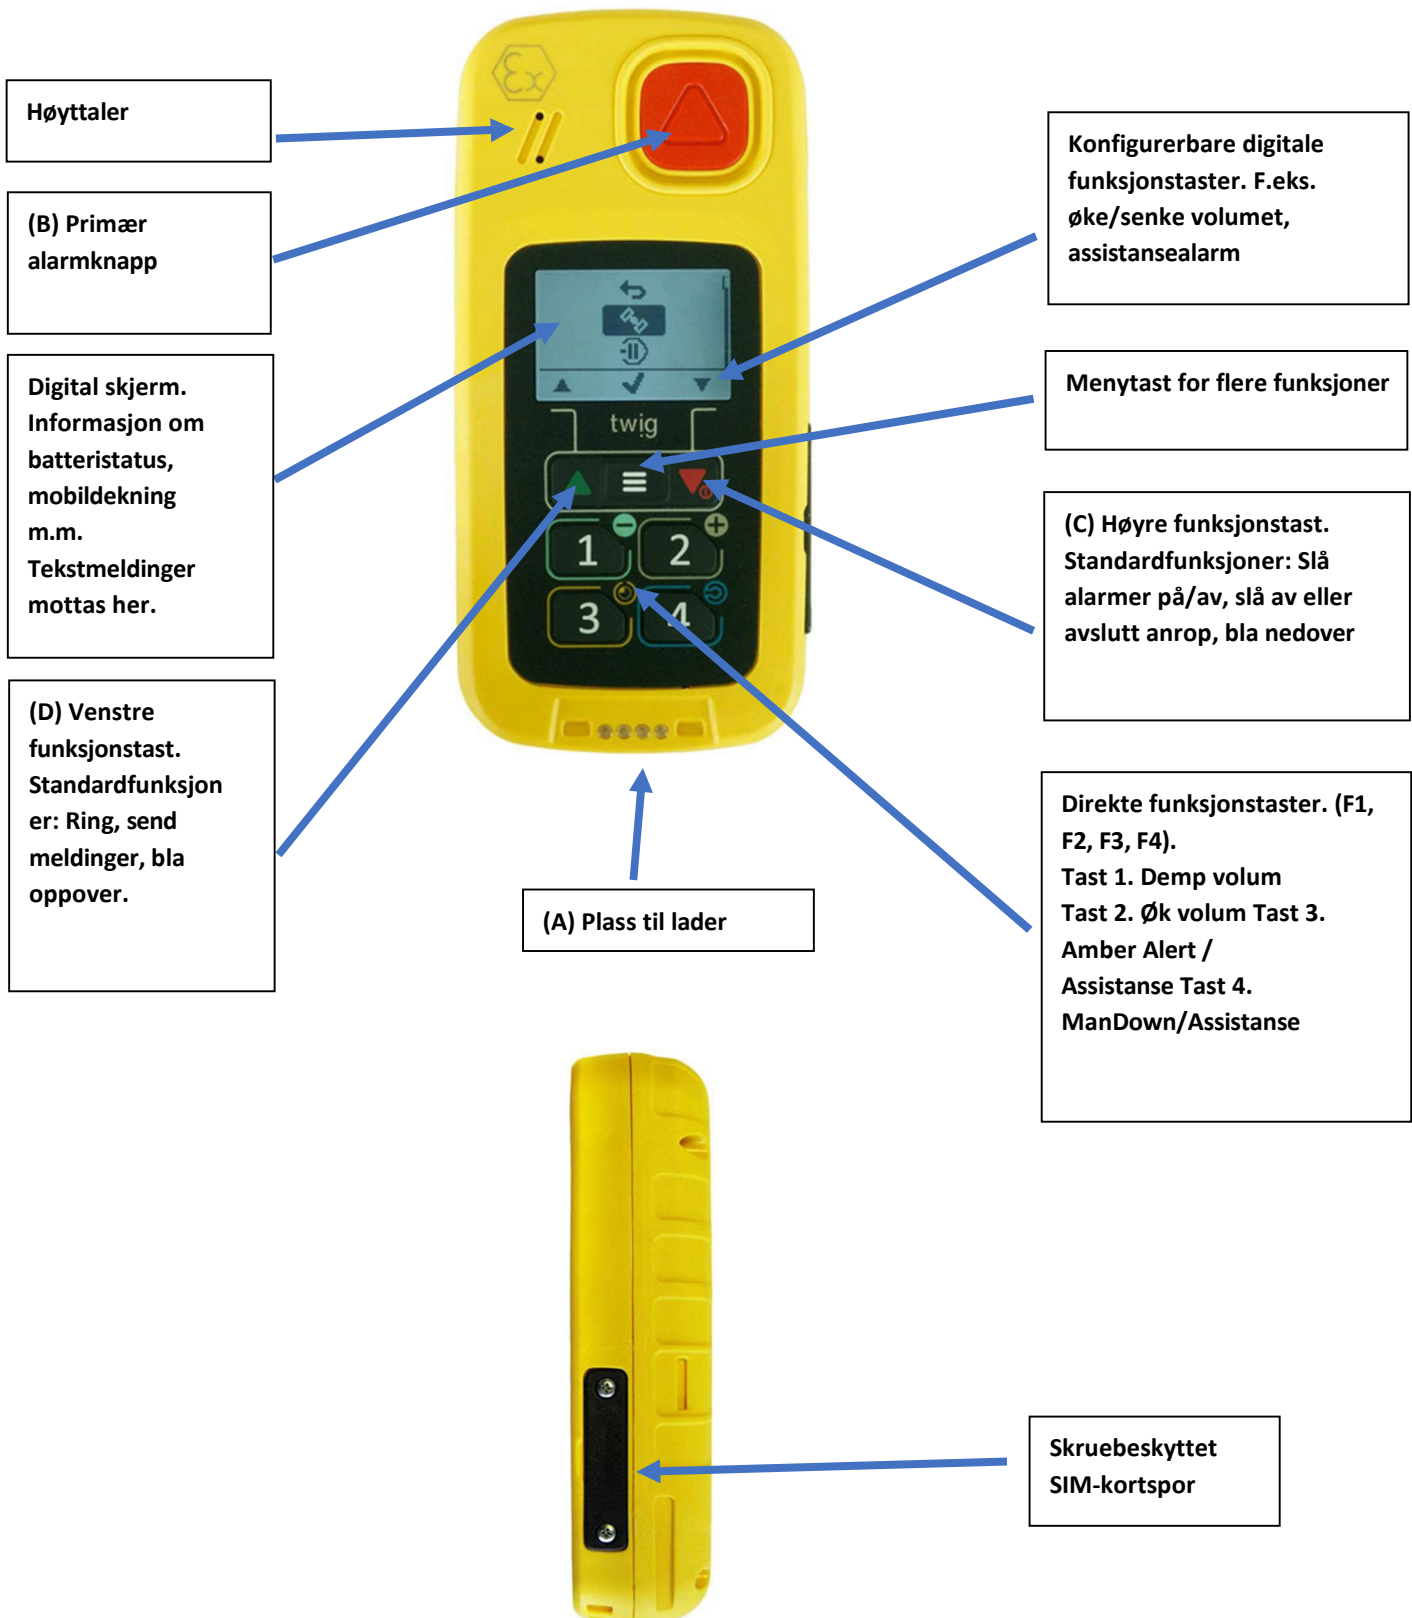 Høyttaler
(B) Primær
alarmknapp
Digital skjerm.
Informasjon om
batteristatus,
mobildekning
m.m.
Tekstmeldinger
mottas her.
(D) Venstre
funksjonstast.
Standardfunksjon
er: Ring, send
meldinger, bla
oppover.
Ex
twig
1
2
3
4
(A) Plass til lader
Konfigurerbare digitale
funksjonstaster. F.eks.
øke/senke volumet,
assistansealarm
Menytast for flere funksjoner
(C) Høyre funksjonstast.
Standardfunksjoner: Slå
alarmer på/av, slå av eller
avslutt anrop, bla nedover
Direkte funksjonstaster. (F1,
F2, F3, F4).
Tast 1. Demp volum
Tast 2. Øk volum Tast 3.
Amber Alert /
Assistanse Tast 4.
ManDown/Assistanse
Skruebeskyttet
SIM-kortspor